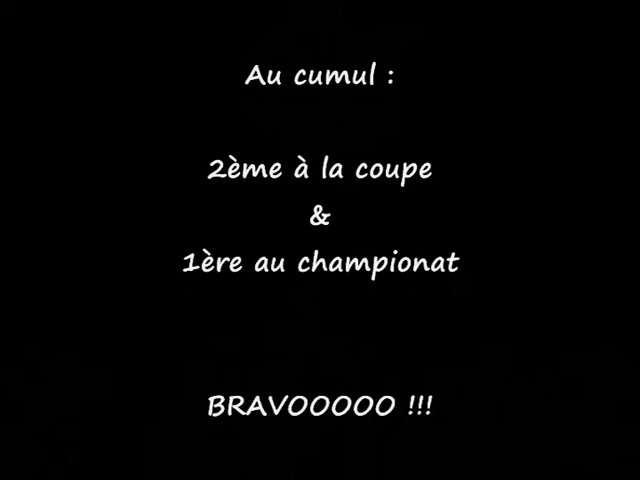 Au cumul :
2ème à la coupe
&
1ère au championat
BRAVOOOOO !!!